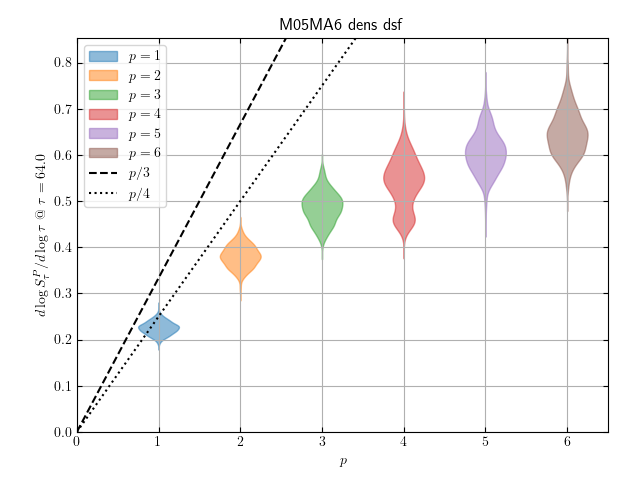 M05MA6 dens dsf
p = 1
p = 2
p = 3
p = 4
p = 5
p = 6
p/3
p/4
d log S_τ^P / d log τ @ τ = 64.0
0.8
0.7
0.6
0.5
0.4
0.3
0.2
0.1
0.0
0 1 2 3 4 5 6
p